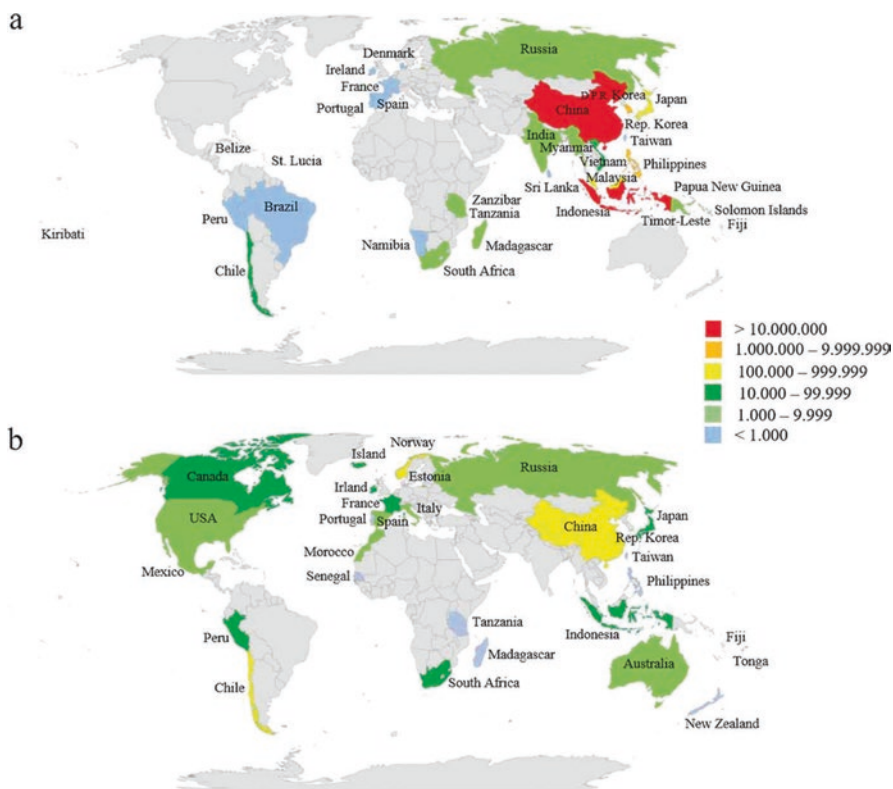 a
Russia
Denmark
Ireland
France
Portugal
Spain
D.P.R. Korea
China
Japan
Rep. Korea
Taiwan
India
Myanmar
Vietnam
Philippines
Malaysia
Sri Lanka
Papua New Guinea
Indonesia
Timor-Leste
Solomon Islands
Fiji
Belize
St. Lucia
Brazil
Peru
Kiribati
Chile
Zanzibar
Tanzania
Namibia
Madagascar
South Africa
> 10.000.000
1.000.000 – 9.999.999
100.000 – 999.999
10.000 – 99.999
1.000 – 9.999
< 1.000
b
Norway
Island
Estonia
Russia
Canada
Irland
France
Italy
USA
Portugal
Spain
China
Japan
Rep. Korea
Taiwan
Morocco
Mexico
Senegal
Philippines
Tanzania
Peru
Indonesia
Fiji
Madagascar
Australia
Tonga
Chile
South Africa
New Zealand